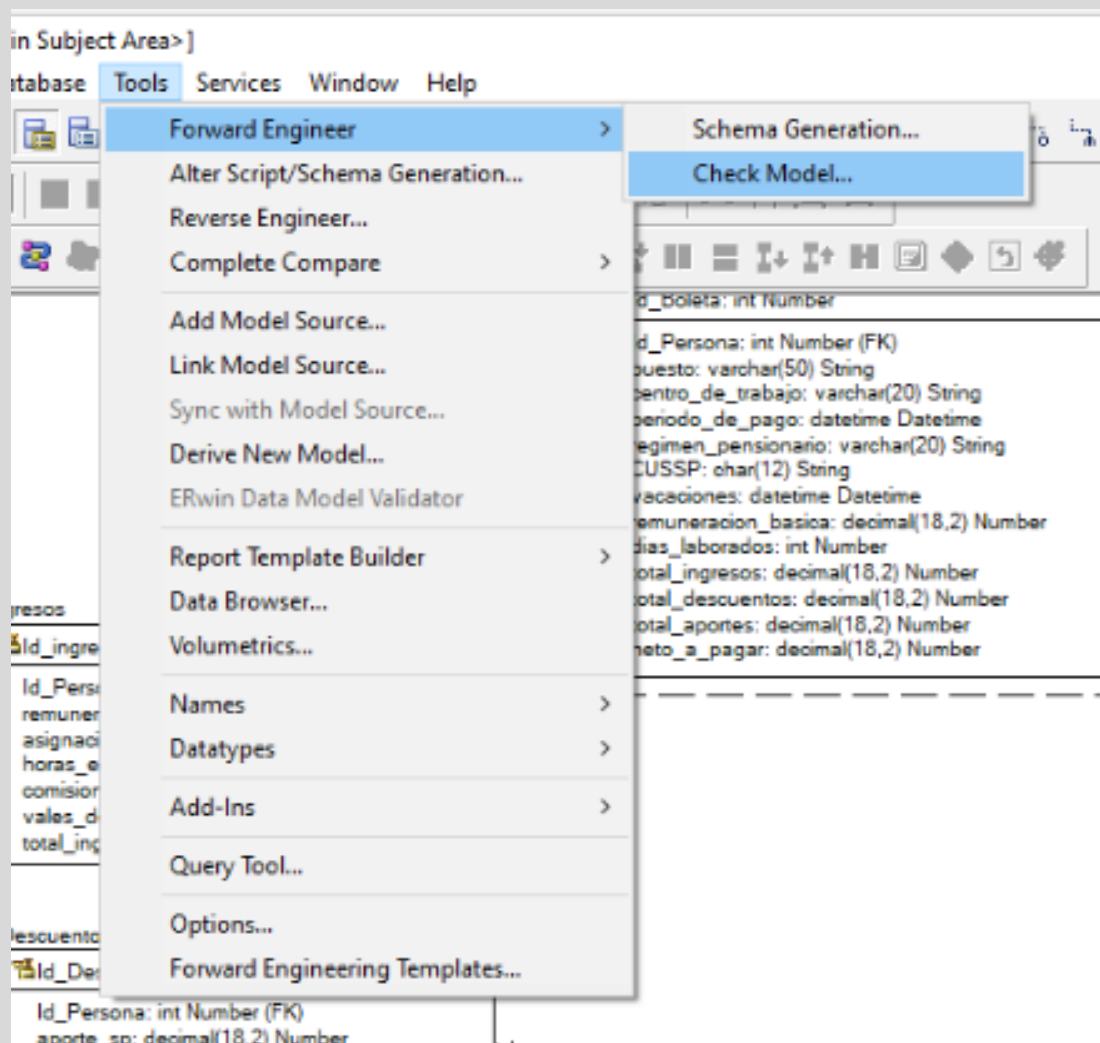 in Subject Area>]
atabase Tools Services Window Help
Forward Engineer
Schema Generation...
Alter Script/Schema Generation...
Check Model...
Reverse Engineer...
Complete Compare
Add Model Source...
Link Model Source...
Sync with Model Source...
Derive New Model...
ERwin Data Model Validator
Report Template Builder
Data Browser...
Volumetrics...
Names
Datatypes
Add-Ins
Query Tool...
Options...
Forward Engineering Templates...
d_Boleta: int Number
d_Persona: int Number (FK)
puesto: varchar(50) String
centro_de_trabajo: varchar(20) String
periodo_de_pago: datetime Datetime
regimen_pensionario: varchar(20) String
CUSSP: char(12) String
vacaciones: datetime Datetime
remuneracion_basica: decimal(18,2) Number
dias_laborados: int Number
total_ingresos: decimal(18,2) Number
total_descuentos: decimal(18,2) Number
total_aportes: decimal(18,2) Number
neto_a_pagar: decimal(18,2) Number
gresos
Id_ingre
Id_Perso
remuner
asignaci
horas_e
comision
vales_d
total_ing
Descuento
Id_Des
Id_Persona: int Number (FK)
aporte_sp: decimal(18,2) Number